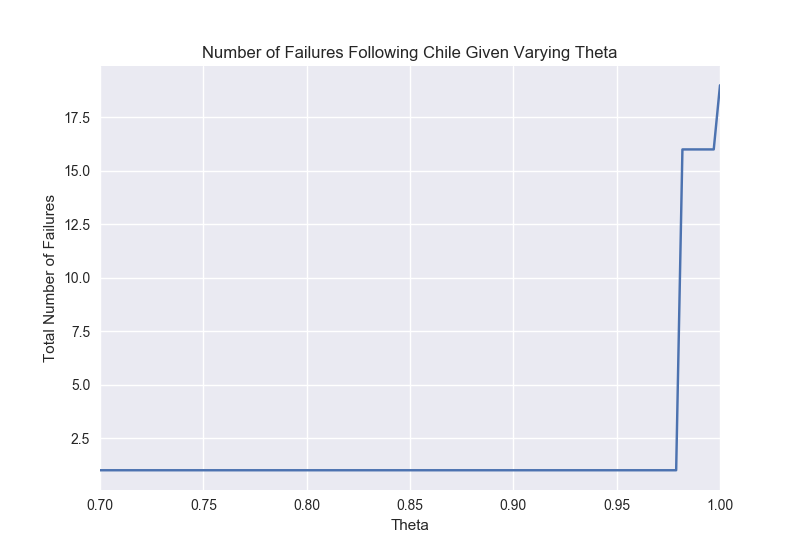 Number of Failures Following Chile Given Varying Theta
Total Number of Failures
17.5
15.0
12.5
10.0
7.5
5.0
2.5
0.70 0.75 0.80 0.85 0.90 0.95 1.00
Theta